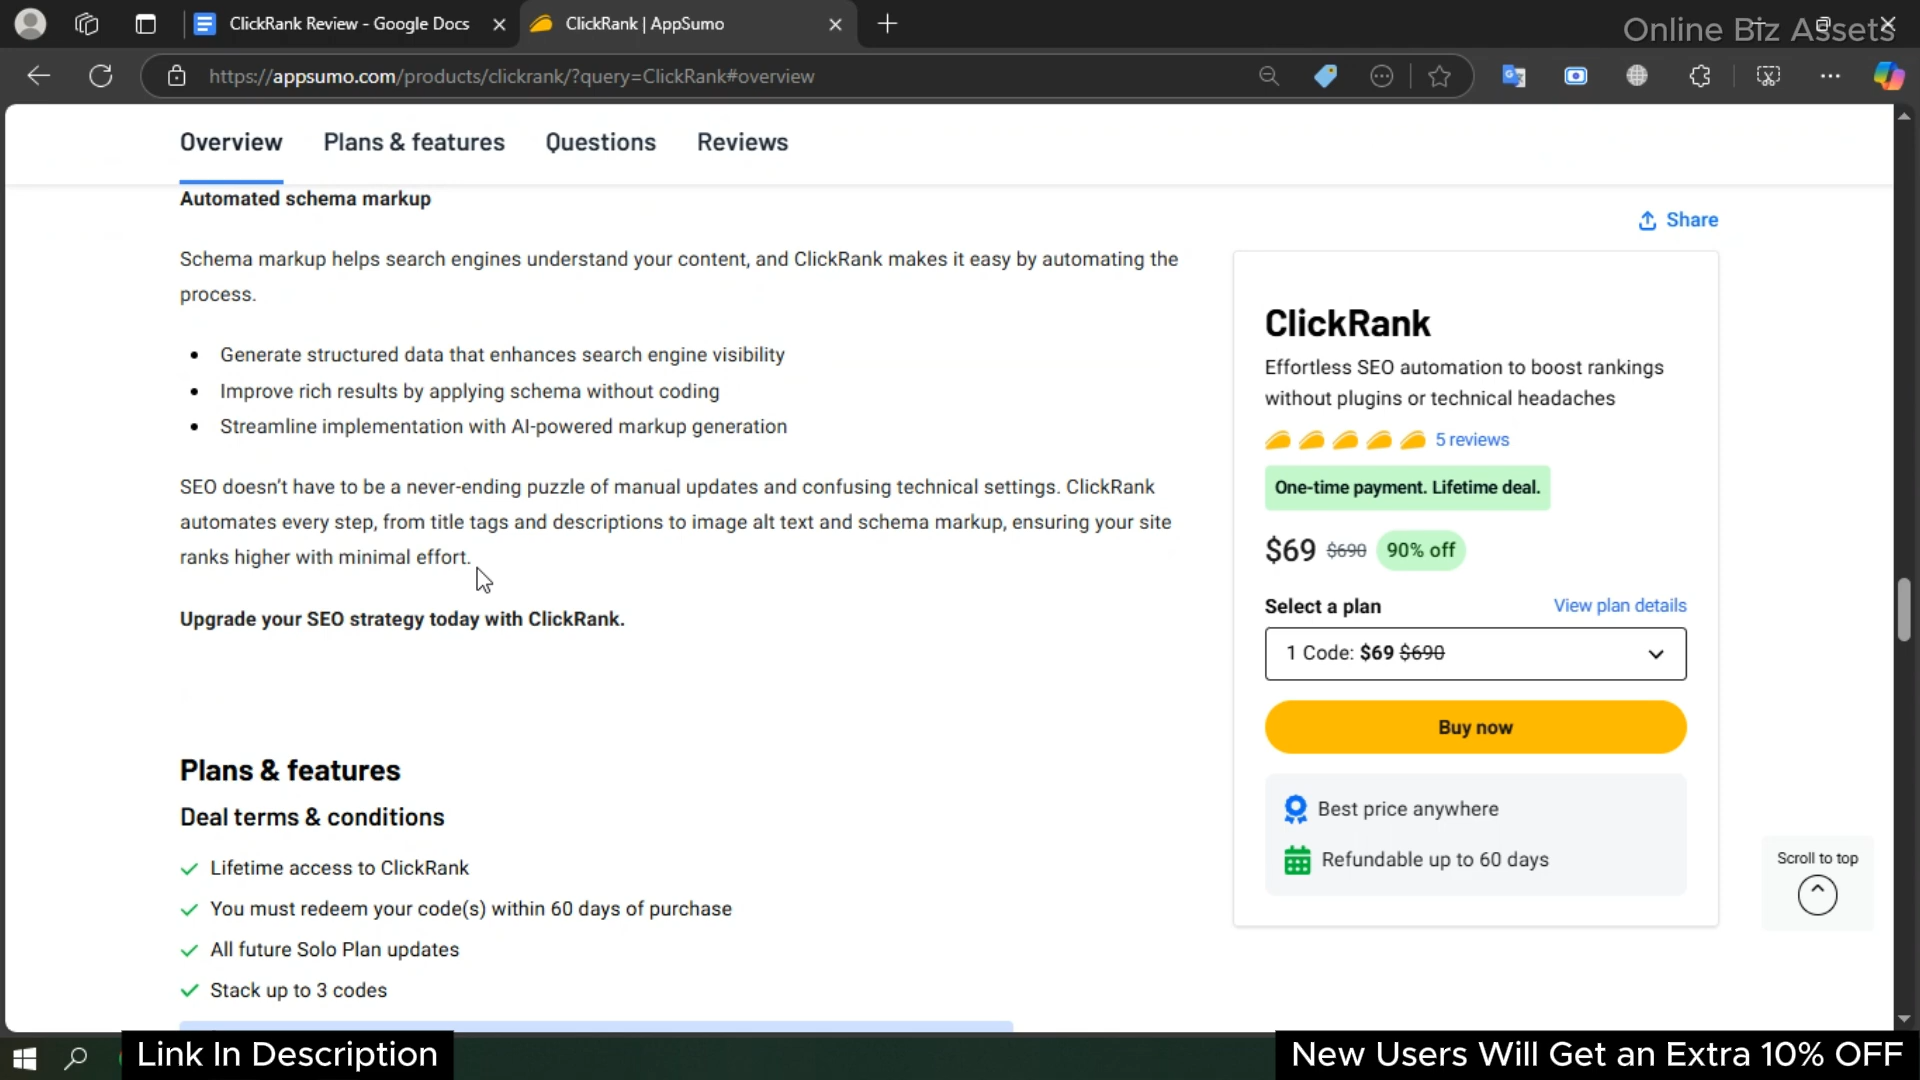 ClickRank Review - Google Docs
ClickRank | AppSumo
Online Biz Assets
https://appsumo.com/products/clickrank/?query=ClickRank#overview
Overview
Plans & features
Questions
Reviews
Automated schema markup
Share
Schema markup helps search engines understand your content, and ClickRank makes it easy by automating the
process.
Generate structured data that enhances search engine visibility
Improve rich results by applying schema without coding
Streamline implementation with AI-powered markup generation
SEO doesn't have to be a never-ending puzzle of manual updates and confusing technical settings. ClickRank
automates every step, from title tags and descriptions to image alt text and schema markup, ensuring your site
ranks higher with minimal effort.
Upgrade your SEO strategy today with ClickRank.
ClickRank
Effortless SEO automation to boost rankings
without plugins or technical headaches
5 reviews
One-time payment. Lifetime deal.
$69 $690 90% off
Select a plan
View plan details
1 Code: $69 $690
Buy now
Best price anywhere
Refundable up to 60 days
Scroll to top
Plans & features
Deal terms & conditions
Lifetime access to ClickRank
You must redeem your code(s) within 60 days of purchase
All future Solo Plan updates
Stack up to 3 codes
Link In Description
New Users Will Get an Extra 10% OFF